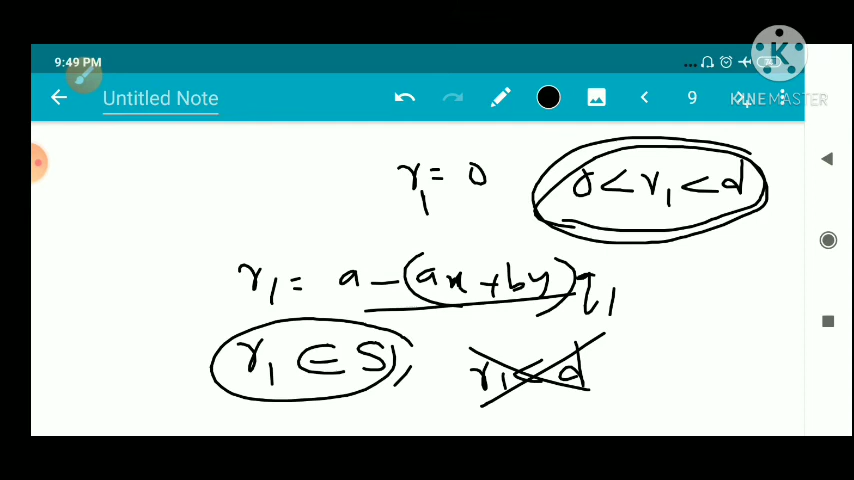 9:49 PM
K
KINEMASTER
Untitled Note
9
r₁ = 0 0 < r₁ < d
r₁ = a - (ax + by) q₁
r₁ ∈ S, r₁ < d